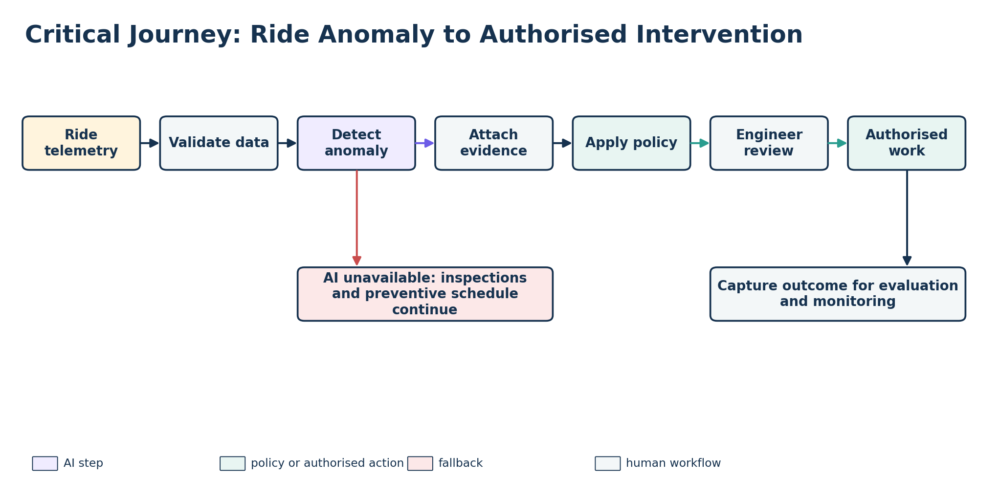 Critical Journey: Ride Anomaly to Authorised Intervention
Ride
telemetry
Validate data
Detect
anomaly
Attach
evidence
Apply policy
Engineer
review
Authorised
work
AI unavailable: inspections
and preventive schedule
continue
Capture outcome for evaluation
and monitoring
AI step
policy or authorised action
fallback
human workflow